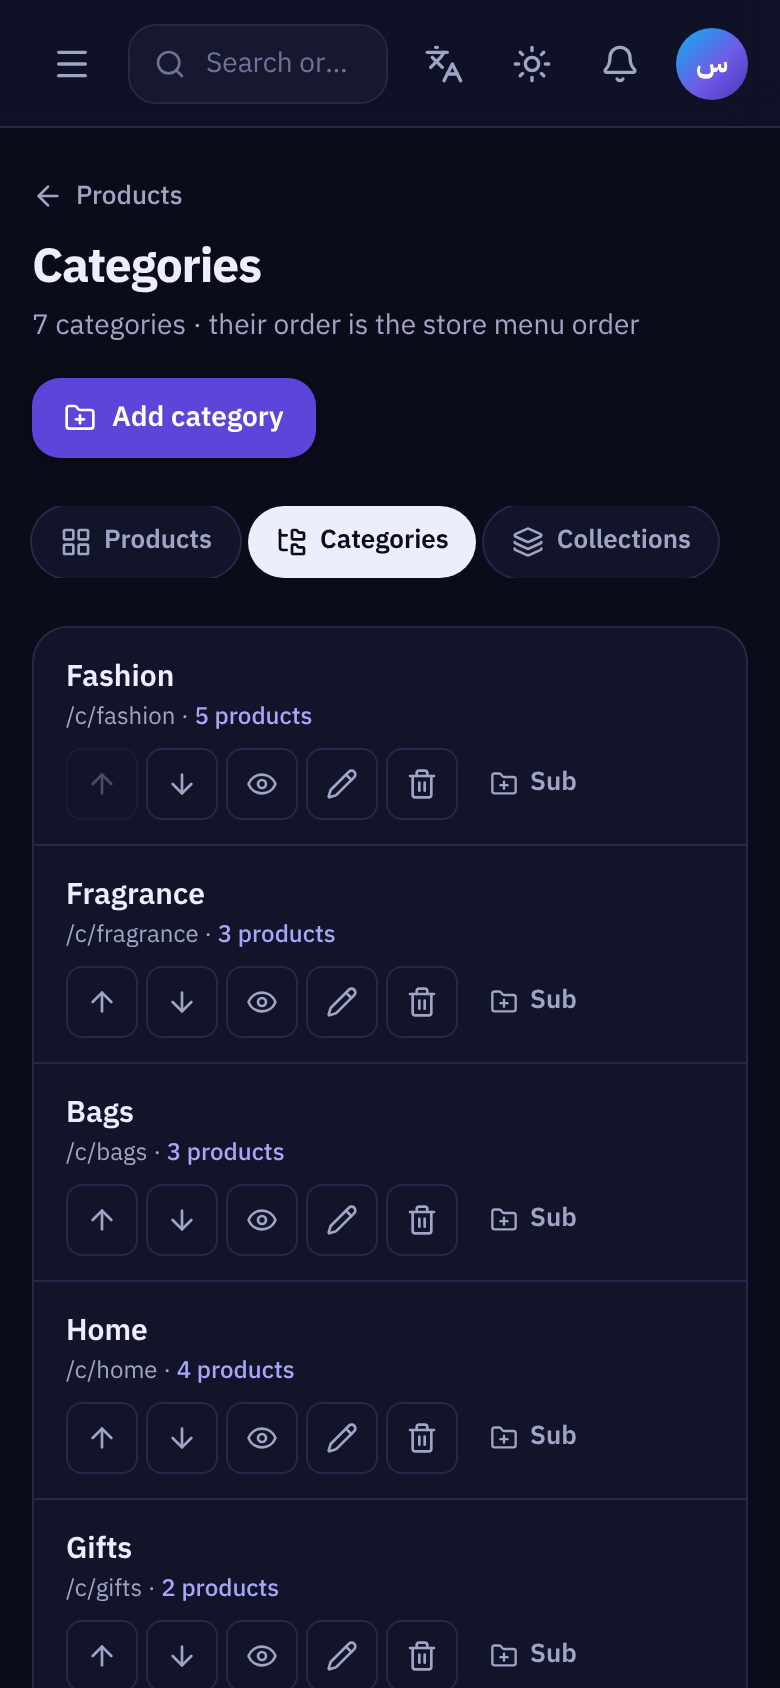 Search or...
س
Products
Categories
7 categories · their order is the store menu order
Add category
Products
Categories
Collections
Fashion
/c/fashion · 5 products
Sub
Fragrance
/c/fragrance · 3 products
Sub
Bags
/c/bags · 3 products
Sub
Home
/c/home · 4 products
Sub
Gifts
/c/gifts · 2 products
Sub